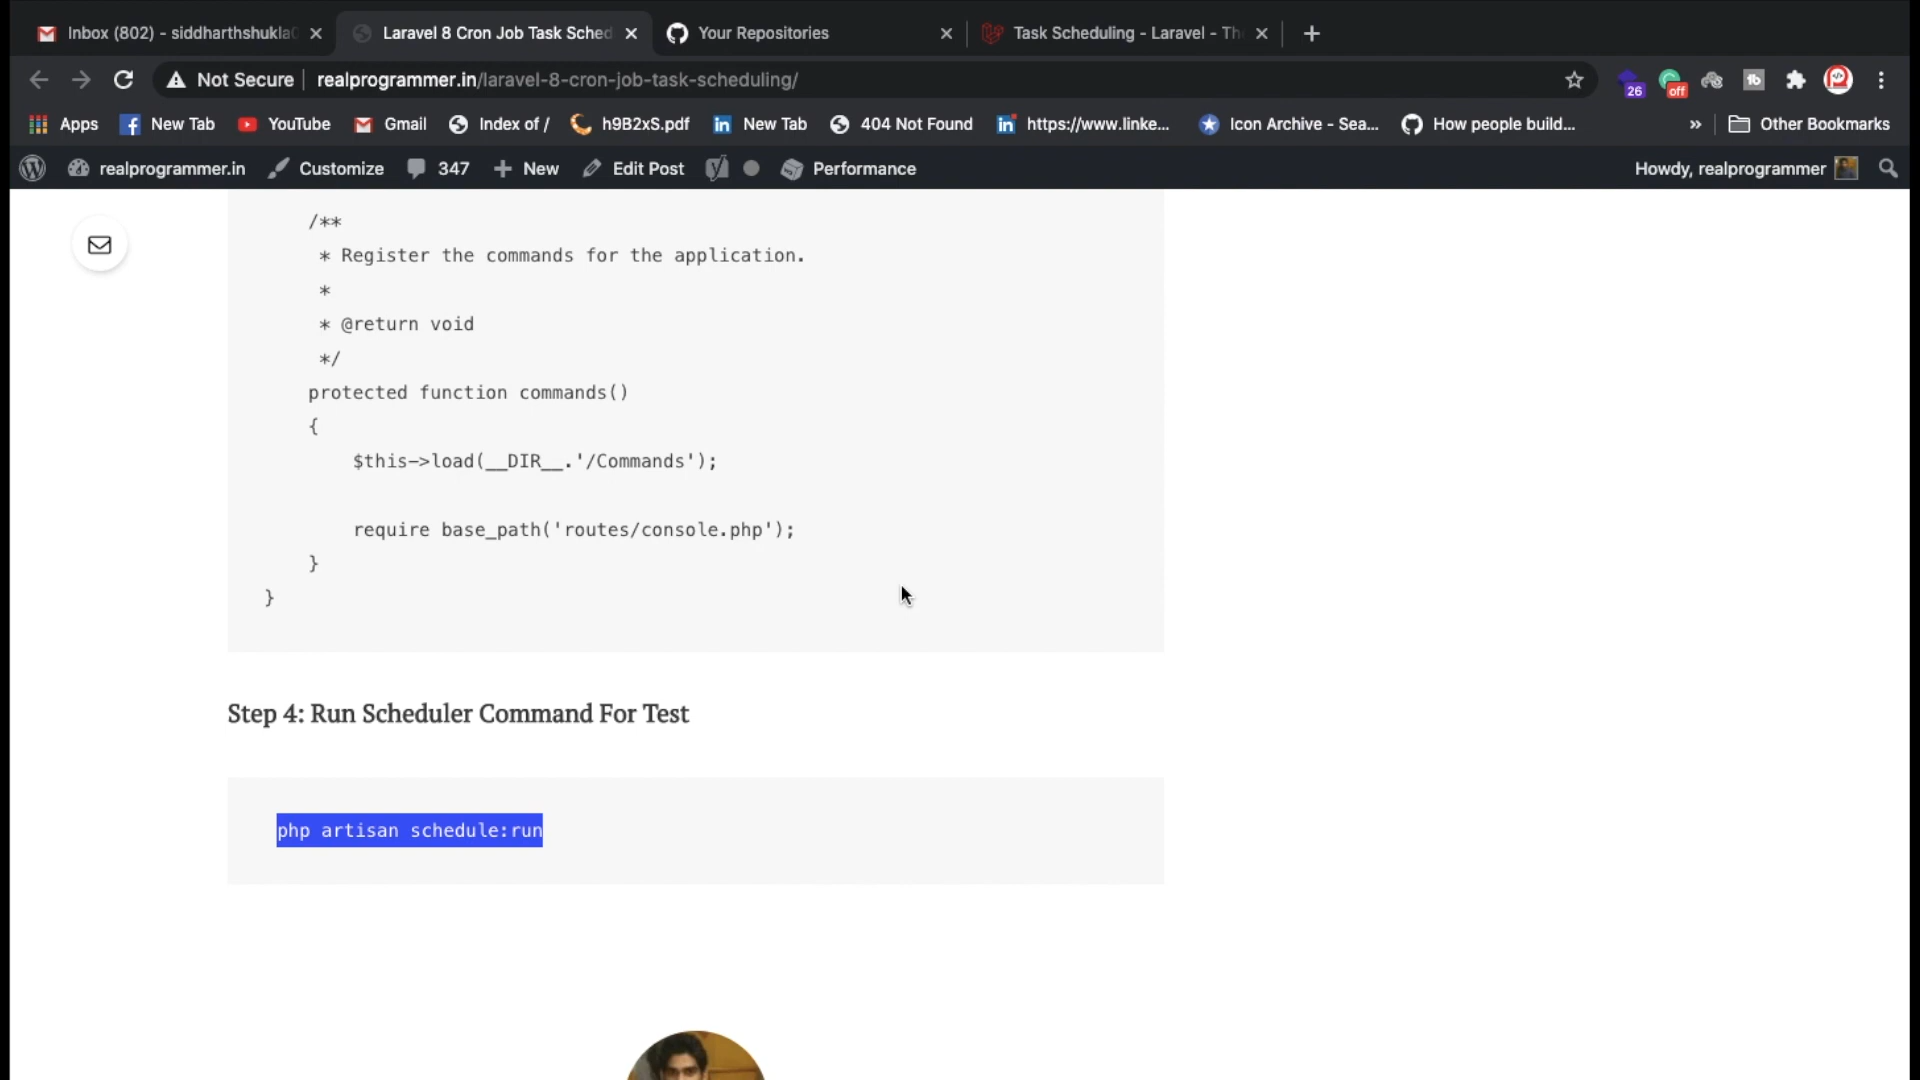 Inbox (802) - siddharthshukla
Laravel 8 Cron Job Task Sched
Your Repositories
Task Scheduling - Laravel - Th
Not Secure
realprogrammer.in/laravel-8-cron-job-task-scheduling/
26
off
tb
Apps
New Tab
YouTube
Gmail
Index of /
h9B2xS.pdf
New Tab
404 Not Found
https://www.linke...
Icon Archive - Sea...
How people build...
»
Other Bookmarks
realprogrammer.in
Customize
347
New
Edit Post
Performance
Howdy, realprogrammer
/**
* Register the commands for the application.
*
* @return void
*/
protected function commands()
{
$this->load(__DIR__.'/Commands');
require base_path('routes/console.php');
}
}
Step 4: Run Scheduler Command For Test
php artisan schedule:run